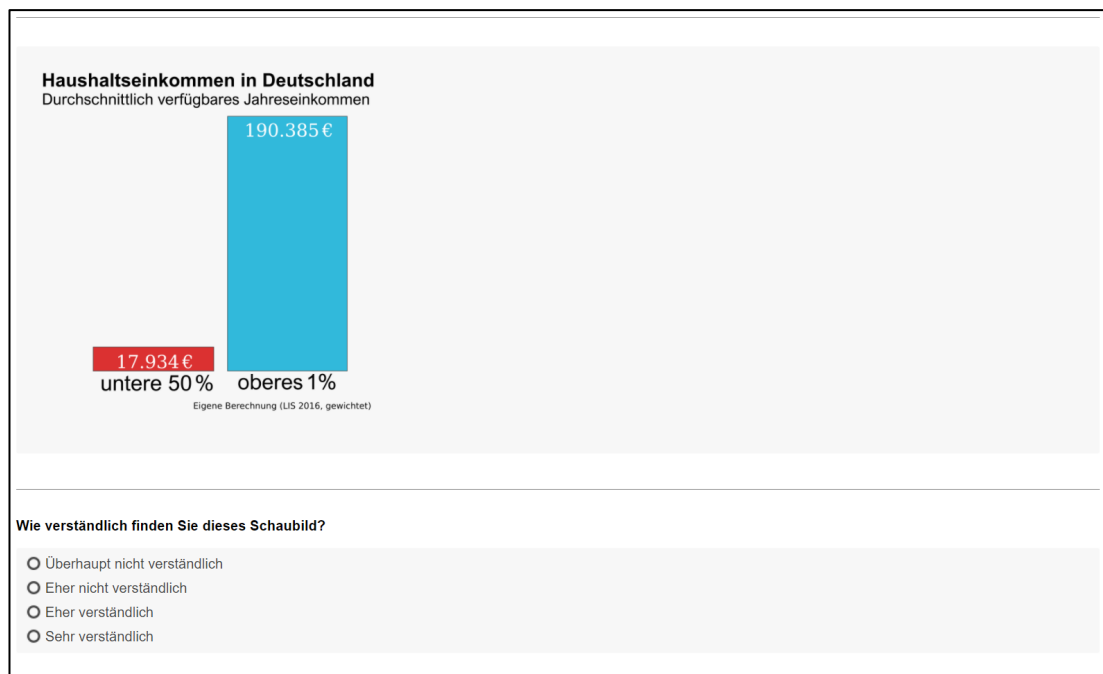 Haushaltseinkommen in Deutschland
Durchschnittlich verfügbares Jahreseinkommen
190.385 €
17.934 €
untere 50 %
oberes 1%
Eigene Berechnung (LIS 2016, gewichtet)
Wie verständlich finden Sie dieses Schaubild?
Überhaupt nicht verständlich
Eher nicht verständlich
Eher verständlich
Sehr verständlich